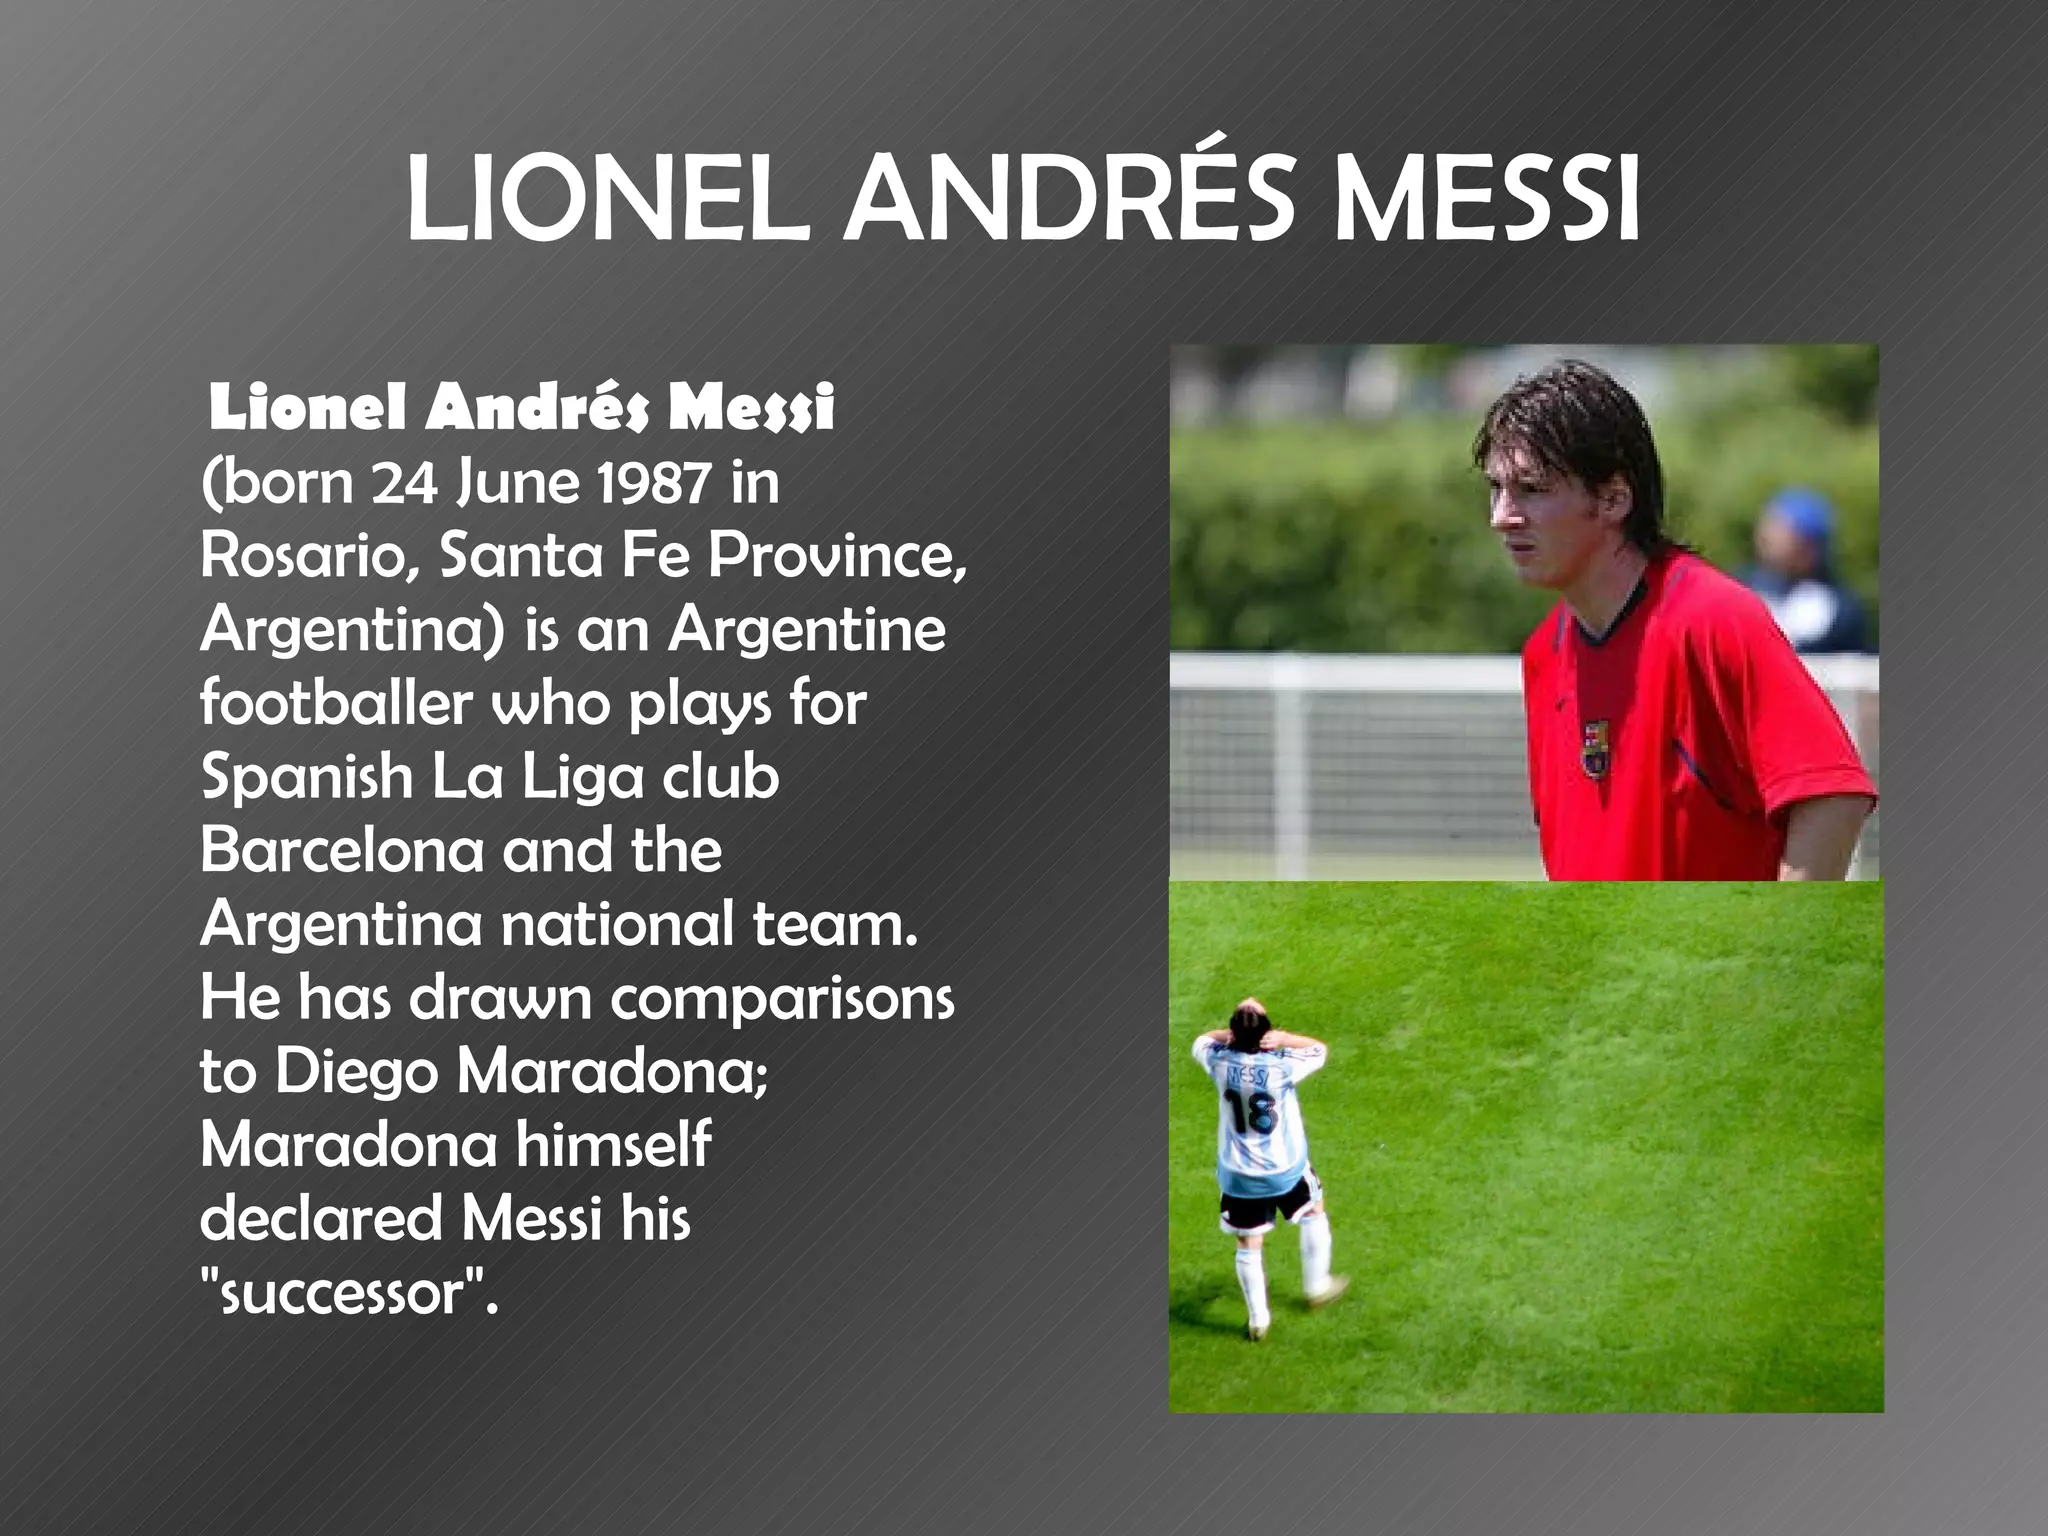 LIONEL ANDRÉS MESSI
Lionel Andrés Messi
(born 24 June 1987 in
Rosario, Santa Fe Province,
Argentina) is an Argentine
footballer who plays for
Spanish La Liga club
Barcelona and the
Argentina national team.
He has drawn comparisons
to Diego Maradona;
Maradona himself
declared Messi his
"successor".
MESSI
18